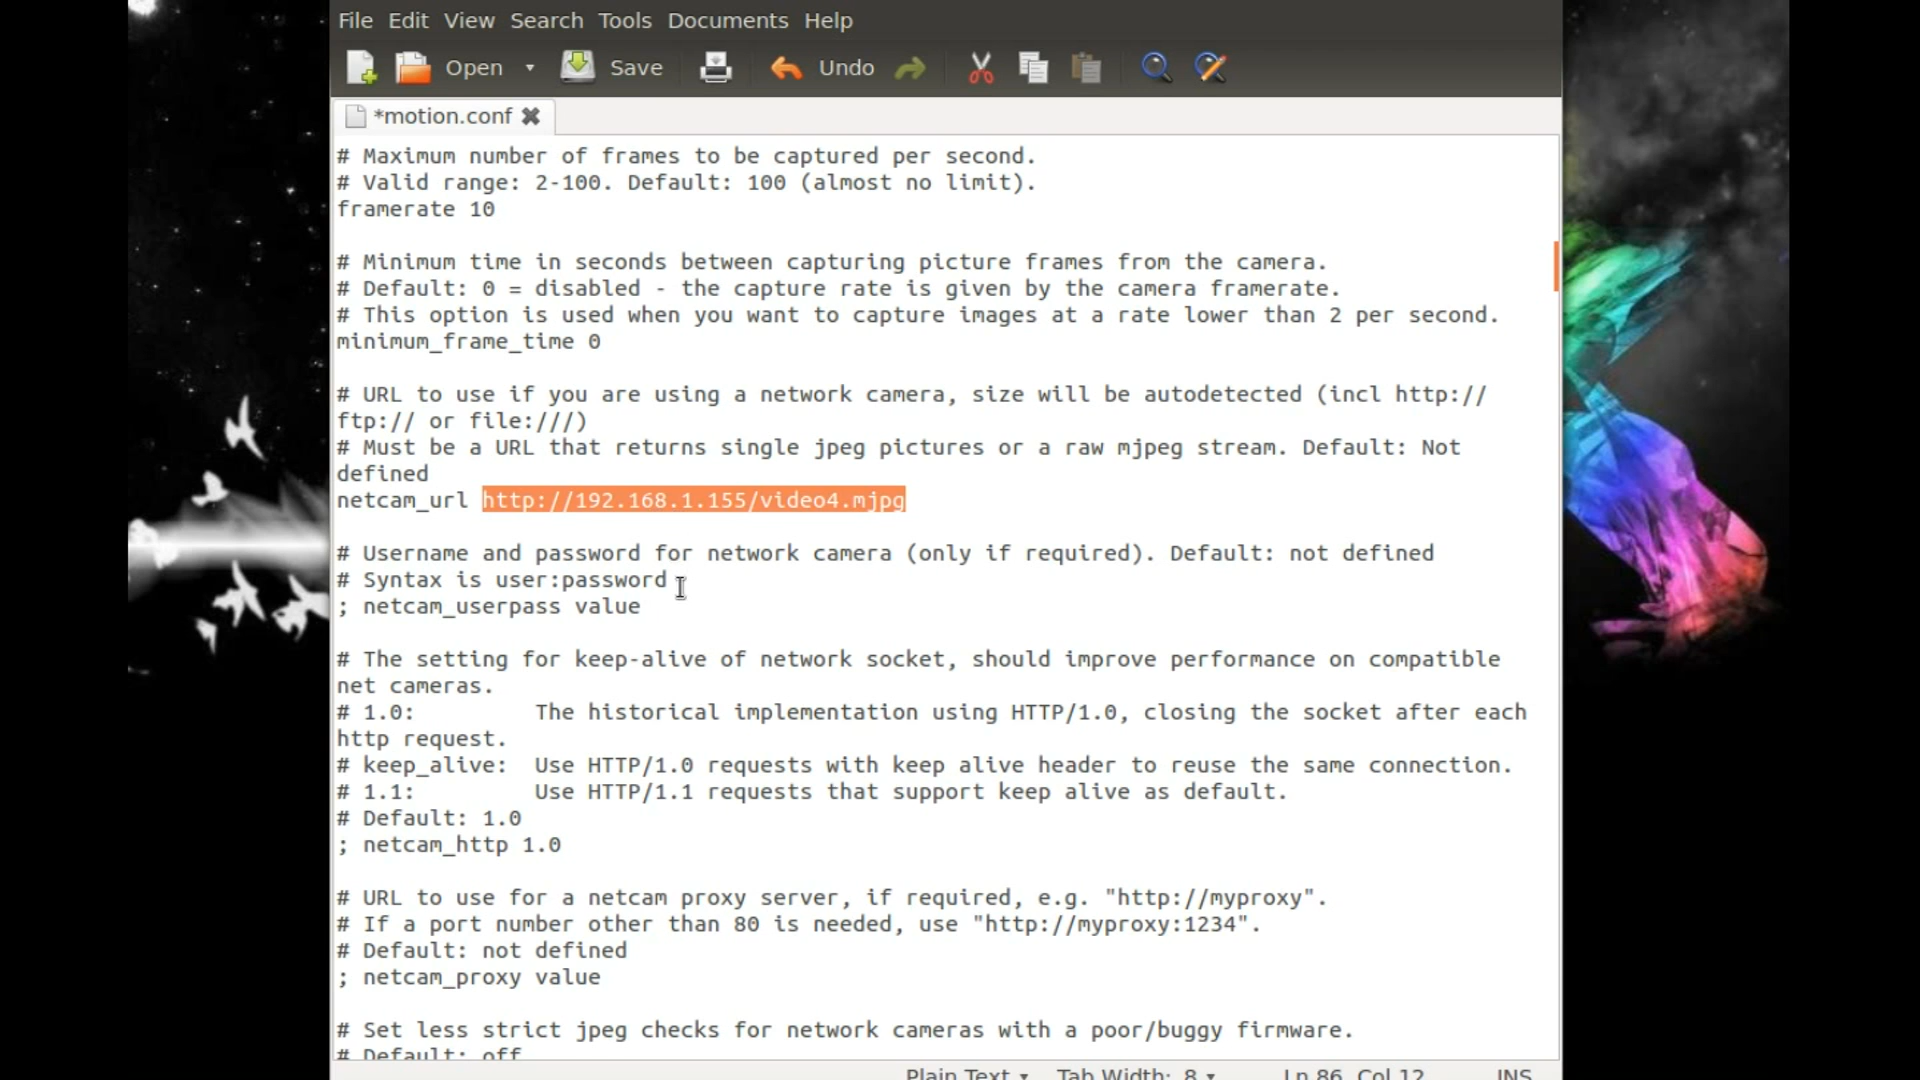 File Edit View Search Tools Documents Help
Open Save Undo
*motion.conf
# Maximum number of frames to be captured per second.
# Valid range: 2-100. Default: 100 (almost no limit).
framerate 10
# Minimum time in seconds between capturing picture frames from the camera.
# Default: 0 = disabled - the capture rate is given by the camera framerate.
# This option is used when you want to capture images at a rate lower than 2 per second.
minimum_frame_time 0
# URL to use if you are using a network camera, size will be autodetected (incl http://
ftp:// or file:///)
# Must be a URL that returns single jpeg pictures or a raw mjpeg stream. Default: Not
defined
netcam_url http://192.168.1.155/video4.mjpg
# Username and password for network camera (only if required). Default: not defined
# Syntax is user:password
; netcam_userpass value
# The setting for keep-alive of network socket, should improve performance on compatible
net cameras.
# 1.0: The historical implementation using HTTP/1.0, closing the socket after each
http request.
# keep_alive: Use HTTP/1.0 requests with keep alive header to reuse the same connection.
# 1.1: Use HTTP/1.1 requests that support keep alive as default.
# Default: 1.0
; netcam_http 1.0
# URL to use for a netcam proxy server, if required, e.g. "http://myproxy".
# If a port number other than 80 is needed, use "http://myproxy:1234".
# Default: not defined
; netcam_proxy value
# Set less strict jpeg checks for network cameras with a poor/buggy firmware.
# Default: off
Plain Text Tab Width: 8 Ln 86, Col 12 INS